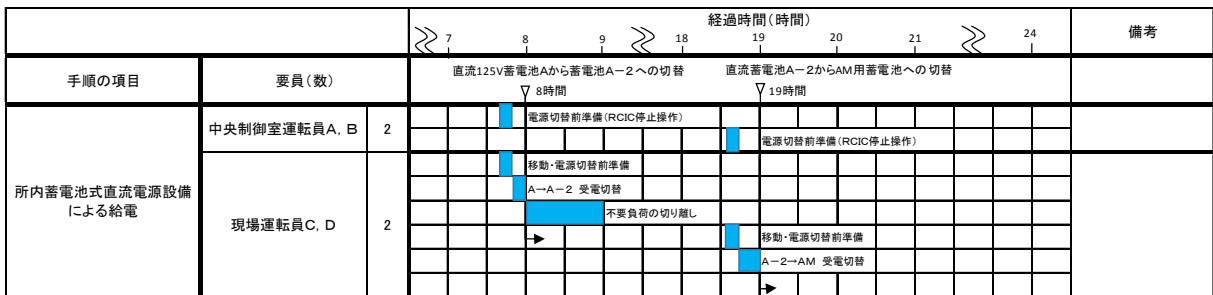 経過時間(時間)
7 8 9 18 19 20 21 24
備考
手順の項目
要員(数)
直流125V蓄電池Aから蓄電池A-2への切替
8時間
直流蓄電池A-2からAM用蓄電池への切替
19時間
所内蓄電池式直流電源設備
による給電
中央制御室運転員A, B
2
電源切替前準備(RCIC停止操作)
電源切替前準備(RCIC停止操作)
現場運転員C, D
2
移動・電源切替前準備
A→A-2 受電切替
不要負荷の切り離し
移動・電源切替前準備
A-2→AM 受電切替